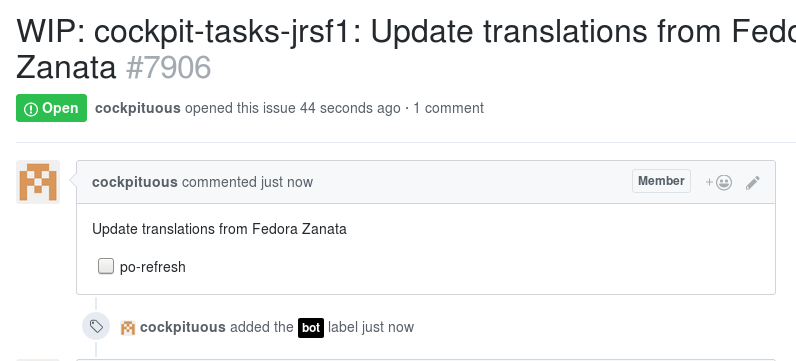 WIP: cockpit-tasks-jrsf1: Update translations from Fedo
Zanata #7906
Open cockpituous opened this issue 44 seconds ago · 1 comment
cockpituous commented just now Member +
Update translations from Fedora Zanata
po-refresh
cockpituous added the bot label just now